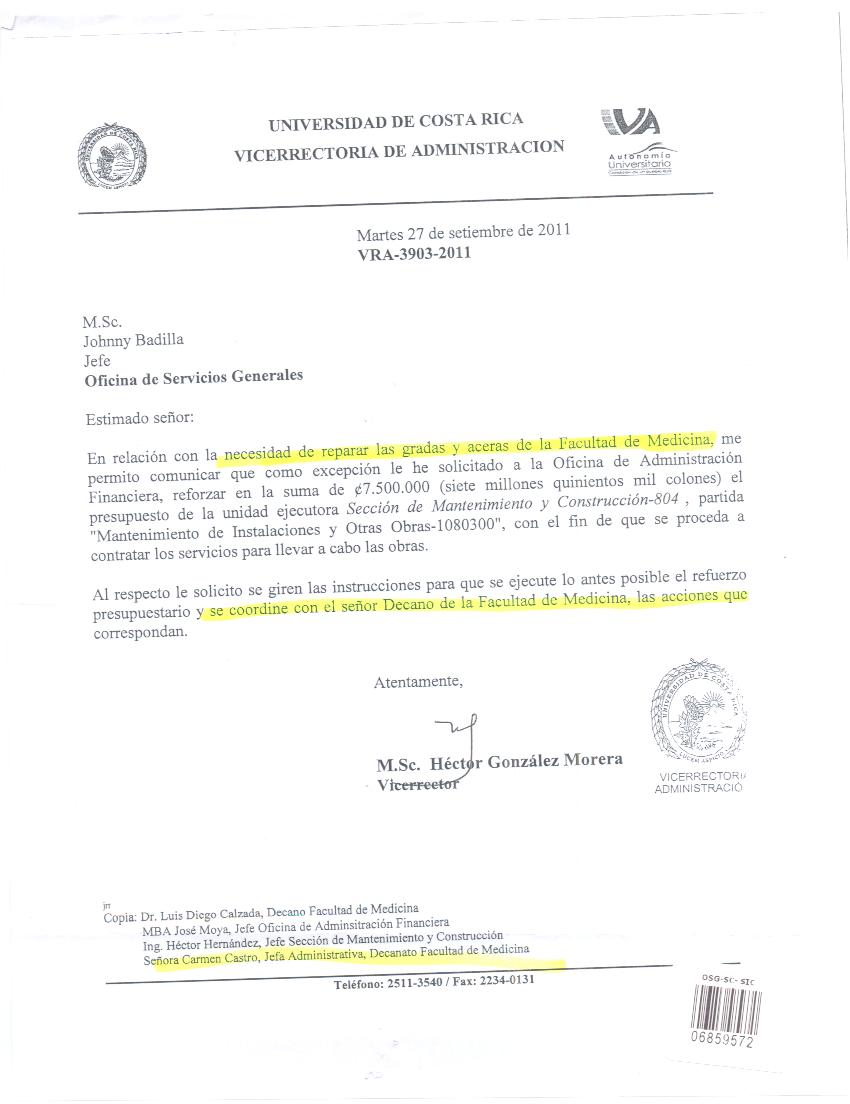 UNIVERSIDAD DE COSTA RICA
VICERRECTORIA DE ADMINISTRACION
VA
Autonomía
Universitaria
Martes 27 de setiembre de 2011
VRA-3903-2011
M.Sc.
Johnny Badilla
Jefe
Oficina de Servicios Generales
Estimado señor:
En relación con la necesidad de reparar las gradas y aceras de la Facultad de Medicina, me
permito comunicar que como excepción le he solicitado a la Oficina de Administración
Financiera, reforzar en la suma de ¢7.500.000 (siete millones quinientos mil colones) el
presupuesto de la unidad ejecutora Sección de Mantenimiento y Construcción-804 , partida
"Mantenimiento de Instalaciones y Otras Obras-1080300", con el fin de que se proceda a
contratar los servicios para llevar a cabo las obras.
Al respecto le solicito se giren las instrucciones para que se ejecute lo antes posible el refuerzo
presupuestario y se coordine con el señor Decano de la Facultad de Medicina, las acciones que
correspondan.
Atentamente,
M.Sc. Héctor González Morera
Vicerrector
UNIVERSIDAD DE COSTA RICA
LUCEM ASPICIO
VICERRECTORI
ADMINISTRACIÓ
jrr
Copia: Dr. Luis Diego Calzada, Decano Facultad de Medicina
MBA José Moya, Jefe Oficina de Adminsitración Financiera
Ing. Héctor Hernández, Jefe Sección de Mantenimiento y Construcción
Señora Carmen Castro, Jefa Administrativa, Decanato Facultad de Medicina
Teléfono: 2511-3540 / Fax: 2234-0131
OSG-SC-SIC
06859572